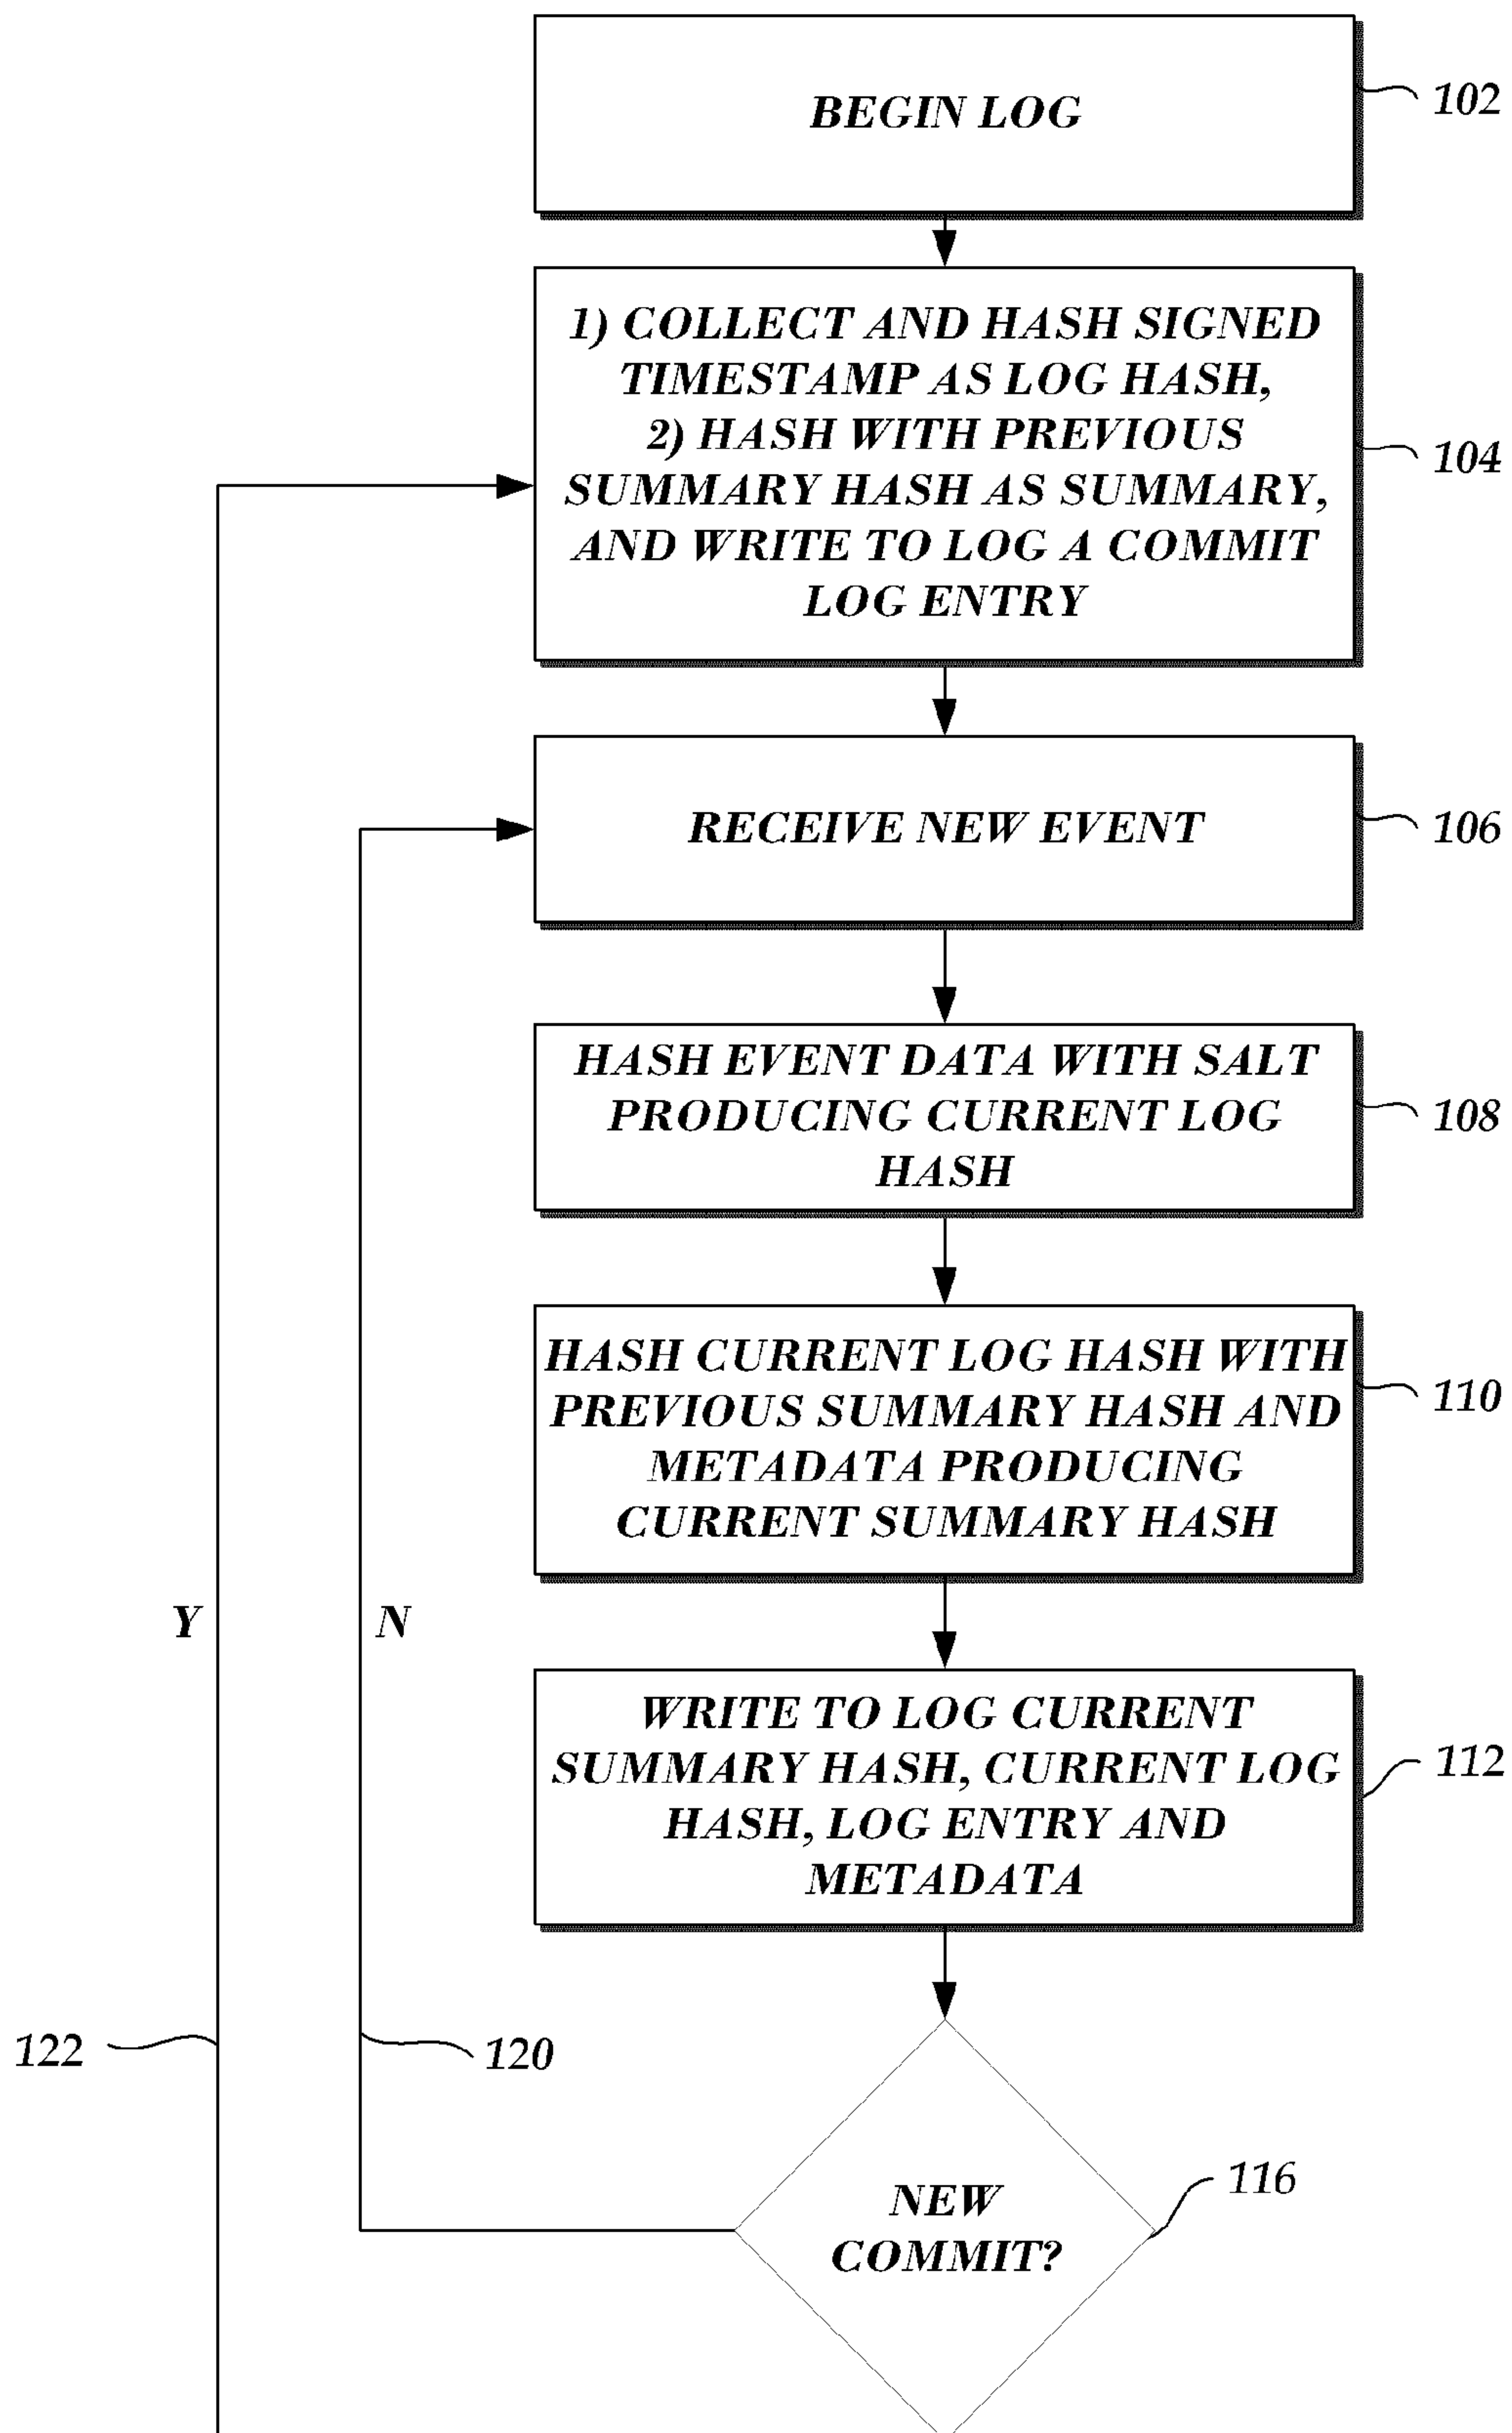 BEGIN LOG
102
1) COLLECT AND HASH SIGNED
TIMESTAMP AS LOG HASH,
2) HASH WITH PREVIOUS
SUMMARY HASH AS SUMMARY,
AND WRITE TO LOG A COMMIT
LOG ENTRY
104
RECEIVE NEW EVENT
106
HASH EVENT DATA WITH SALT
PRODUCING CURRENT LOG
HASH
108
HASH CURRENT LOG HASH WITH
PREVIOUS SUMMARY HASH AND
METADATA PRODUCING
CURRENT SUMMARY HASH
110
Y
N
WRITE TO LOG CURRENT
SUMMARY HASH, CURRENT LOG
HASH, LOG ENTRY AND
METADATA
112
122
120
NEW
COMMIT?
116